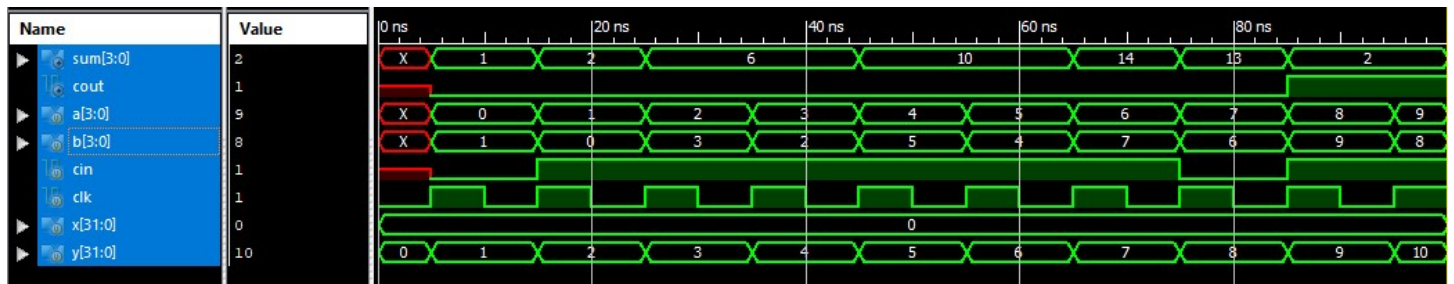 Name Value 0 ns 20 ns 40 ns 60 ns 80 ns
sum[3:0] 2 X 1 2 6 10 14 13 2
cout 1
a[3:0] 9 X 0 1 2 3 4 5 6 7 8 9
b[3:0] 8 X 1 0 3 2 5 4 7 6 9 8
cin 1
clk 1
x[31:0] 0 0
y[31:0] 10 0 1 2 3 4 5 6 7 8 9 10